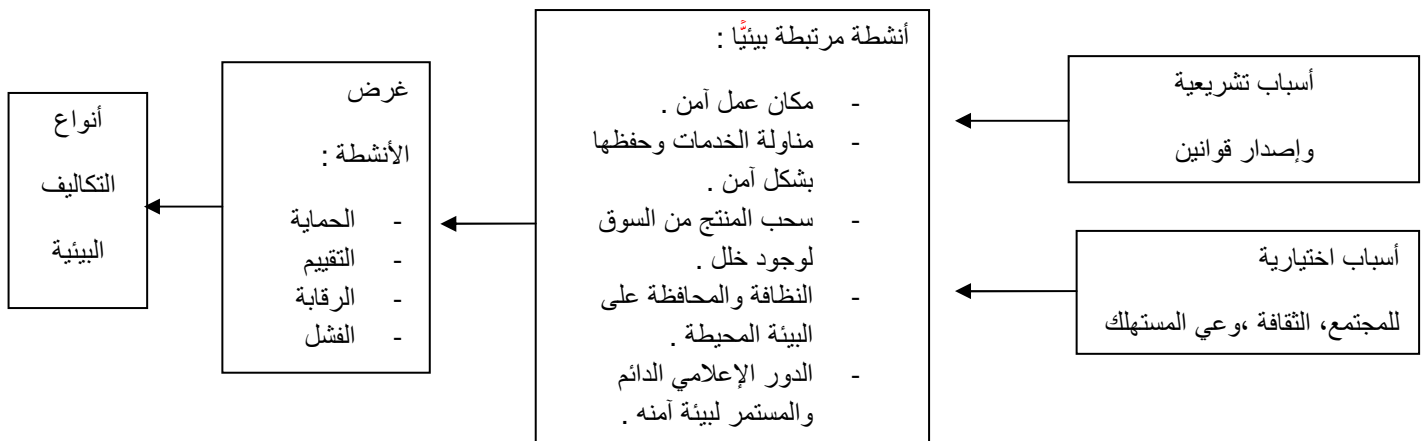 أسباب تشريعية
وإصدار قوانين
أسباب اختيارية
للمجتمع، الثقافة ،وعي المستهلك
أنشطة مرتبطة بيئيًّا :
- مكان عمل آمن .
- مناولة الخدمات وحفظها
بشكل آمن .
- سحب المنتج من السوق
لوجود خلل .
- النظافة والمحافظة على
البيئة المحيطة .
- الدور الإعلامي الدائم
والمستمر لبيئة آمنه .
غرض
الأنشطة :
- الحماية
- التقييم
- الرقابة
- الفشل
أنواع
التكاليف
البيئية